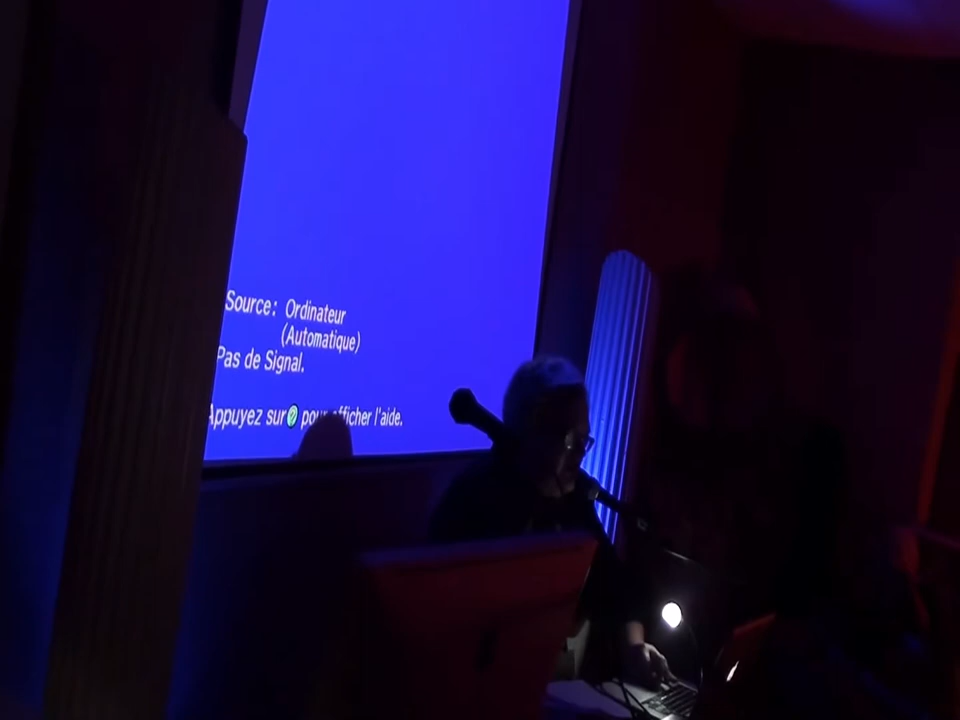 Source: Ordinateur
(Automatique)
Pas de Signal.
Appuyez sur pour afficher l'aide.